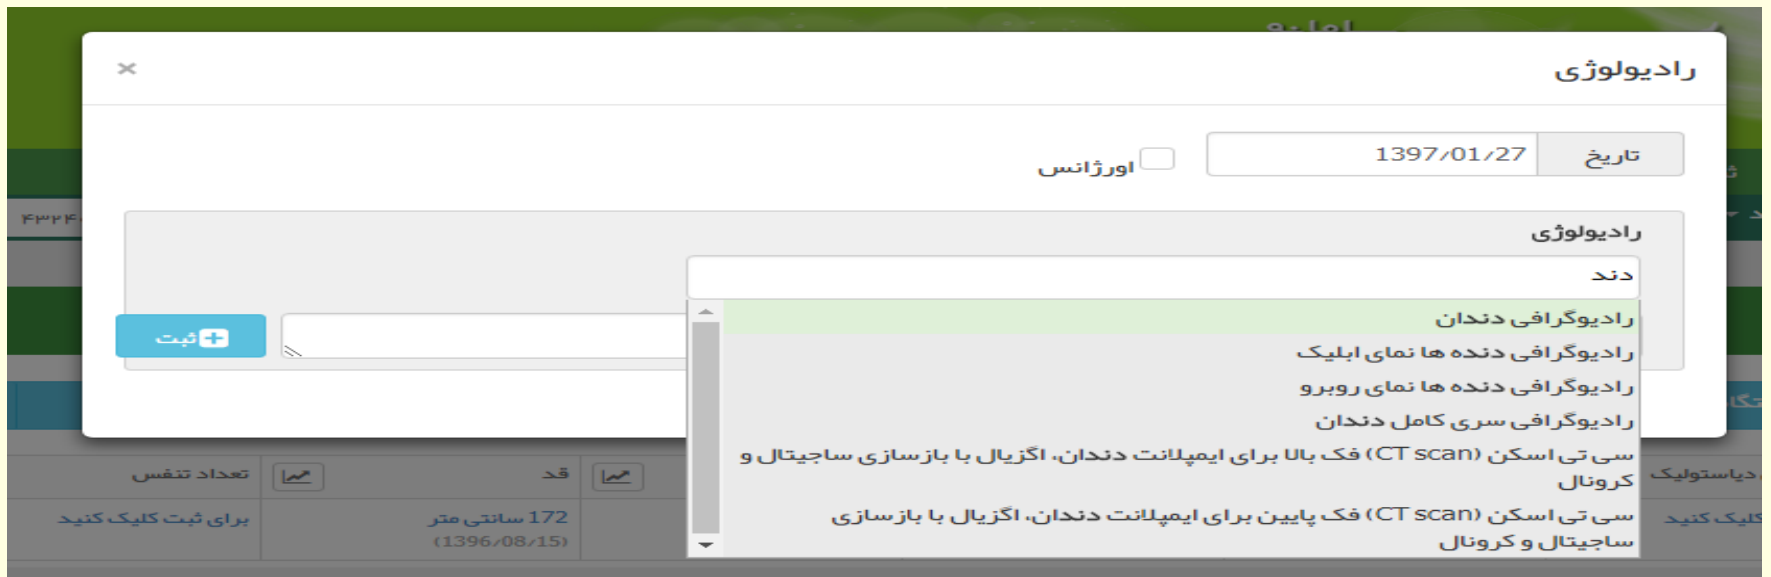 رادیولوژی
×
تاریخ
1397/01/27
اورژانس
۴۳۲۴
رادیولوژی
دند
ثبت
رادیوگرافی دندان
رادیوگرافی دنده ها نمای ابلیک
رادیوگرافی دنده ها نمای روبرو
رادیوگرافی سری کامل دندان
سی تی اسکن (CT scan) فک بالا برای ایمپلانت دندان، اگزیال با بازسازی ساجیتال و
کرونال
سی تی اسکن (CT scan) فک پایین برای ایمپلانت دندان، اگزیال با بازسازی
ساجیتال و کرونال
دیاستولیک
قد
تعداد تنفس
کلیک کنید
172 سانتی متر
(1396/08/15)
برای ثبت کلیک کنید